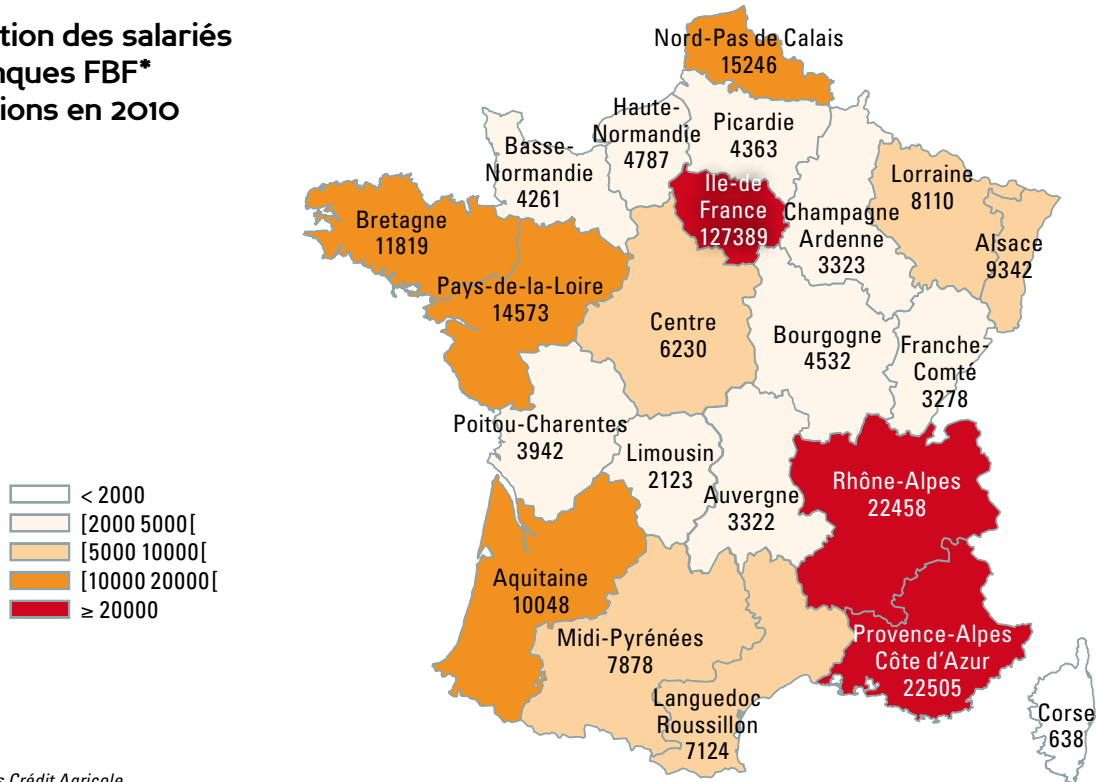 tion des salariés
nques FBF*
ions en 2010
Nord-Pas de Calais
15246
Haute-
Normandie
4787
Picardie
4363
Basse-
Normandie
4261
Ile-de
France
127389
Lorraine
8110
Champagne
Ardenne
3323
Alsace
9342
Bretagne
11819
Pays-de-la-Loire
14573
Centre
6230
Bourgogne
4532
Franche-
Comté
3278
Poitou-Charentes
3942
Limousin
2123
Auvergne
3322
Rhône-Alpes
22458
Aquitaine
10048
Midi-Pyrénées
7878
Languedoc
Roussillon
7124
Provence-Alpes
Côte d'Azur
22505
Corse
638
< 2000
[2000 5000[
[5000 10000[
[10000 20000[
≥ 20000
s Crédit Agricole